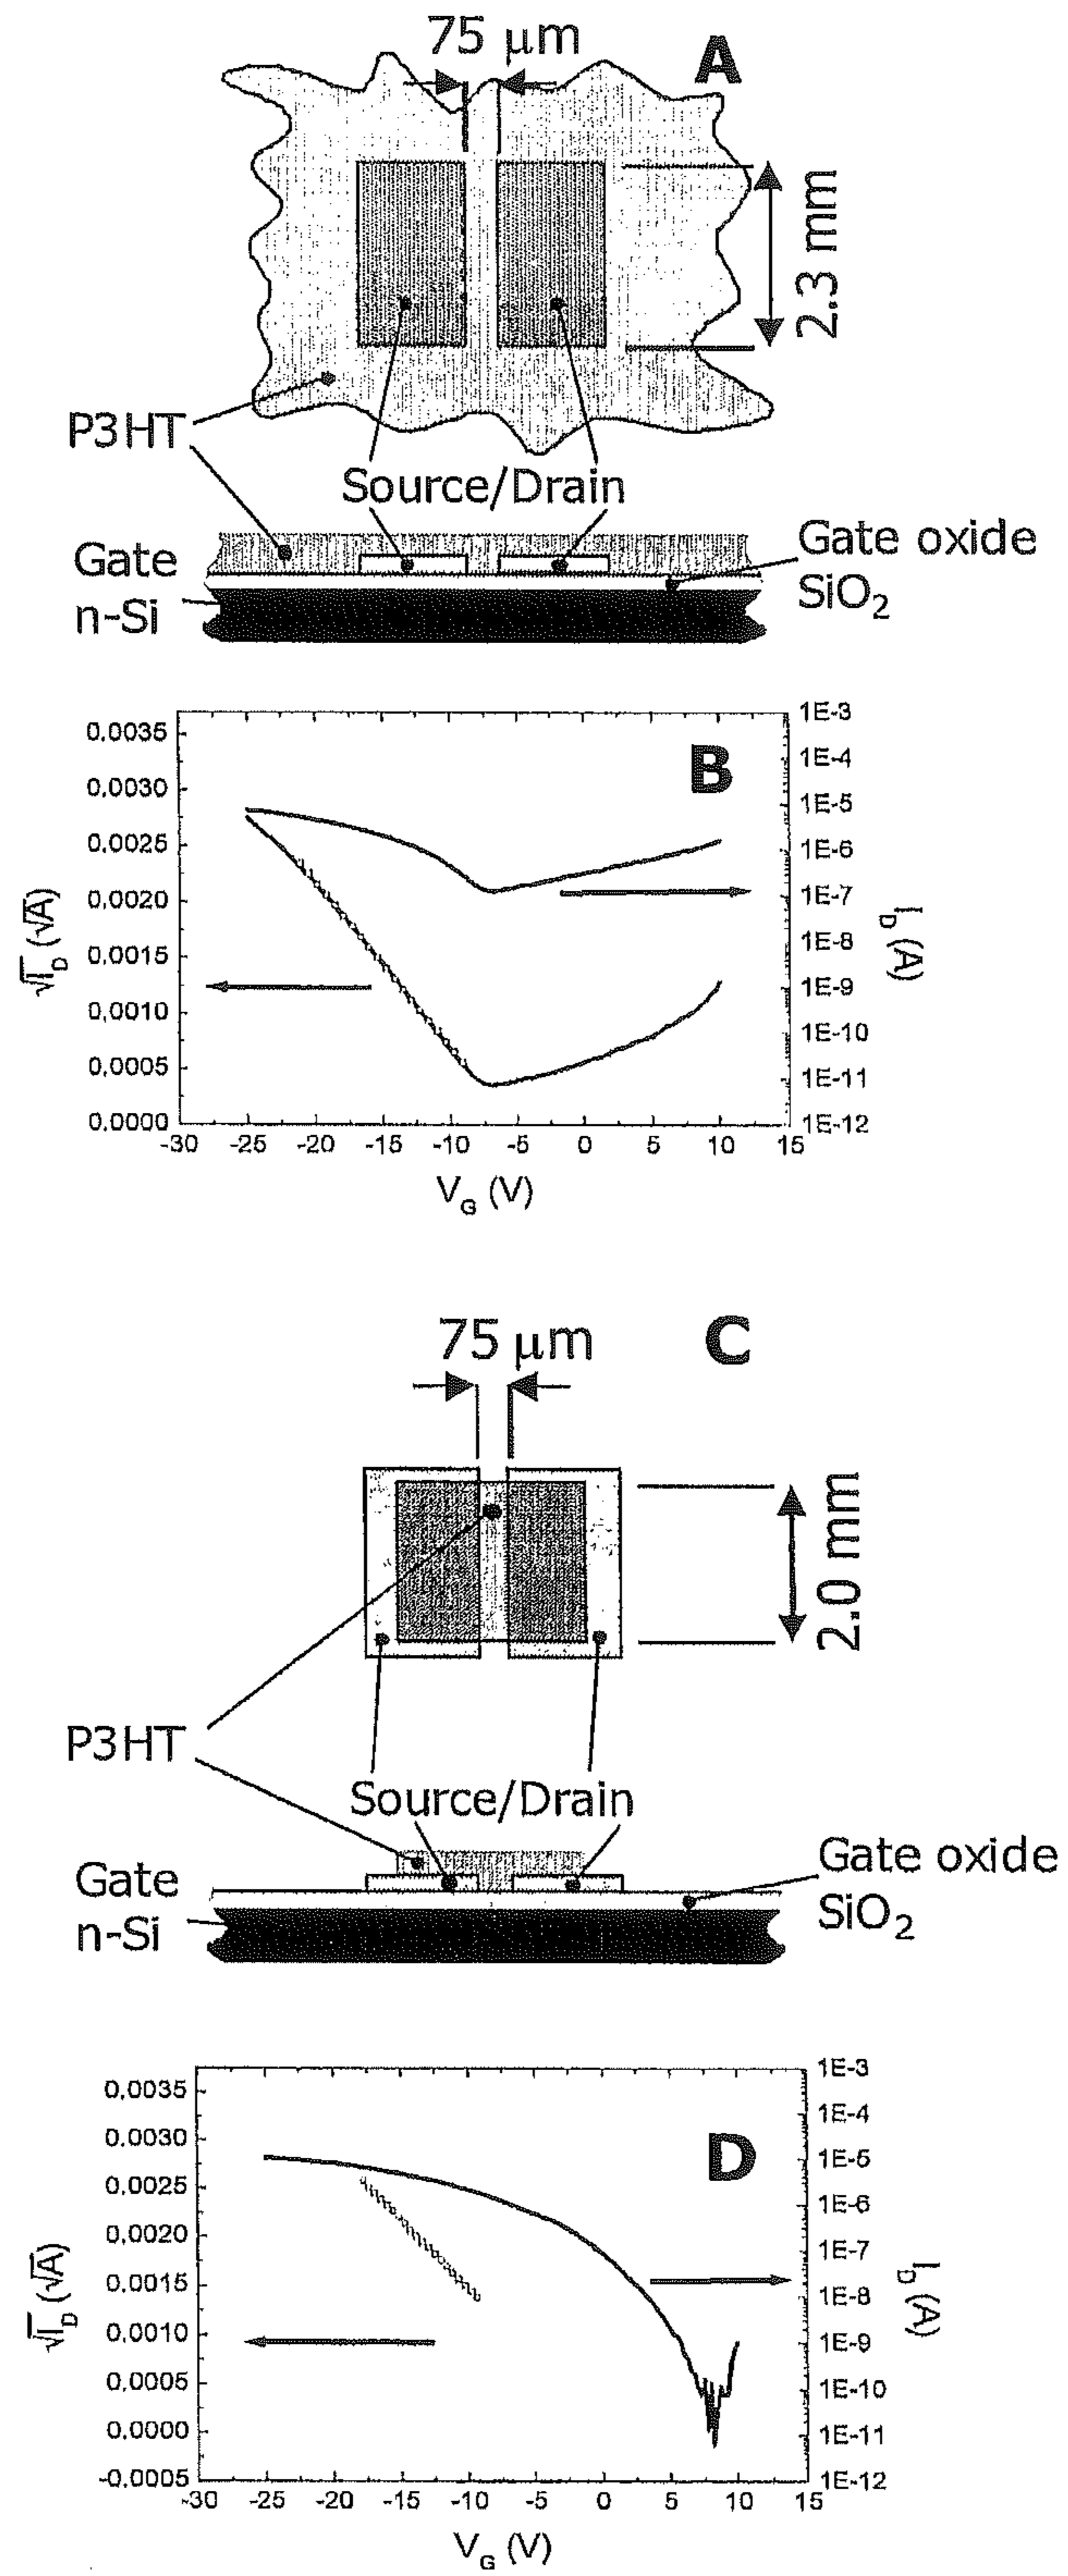 75 μm
A
2.3 mm
P3HT
Source/Drain
Gate
n-Si
Gate oxide
SiO₂
B
0.0035
0.0030
0.0025
0.0020
0.0015
0,0010
0,0005
0.0000
√I_D (√A)
1E-3
1E-4
1E-5
1E-6
1E-7
1E-8
1E-9
1E-10
1E-11
1E-12
I_D (A)
-30 -25 -20 -15 -10 -5 0 5 10 15
V_G (V)
75 μm
C
2.0 mm
P3HT
Source/Drain
Gate
n-Si
Gate oxide
SiO₂
D
0,0035
0,0030
0,0025
0,0020
0,0015
0,0010
0,0005
0,0000
-0,0005
√I_D (√A)
1E-3
1E-4
1E-5
1E-6
1E-7
1E-8
1E-9
1E-10
1E-11
1E-12
I_D (A)
-30 -25 -20 -15 -10 -5 0 5 10 15
V_G (V)